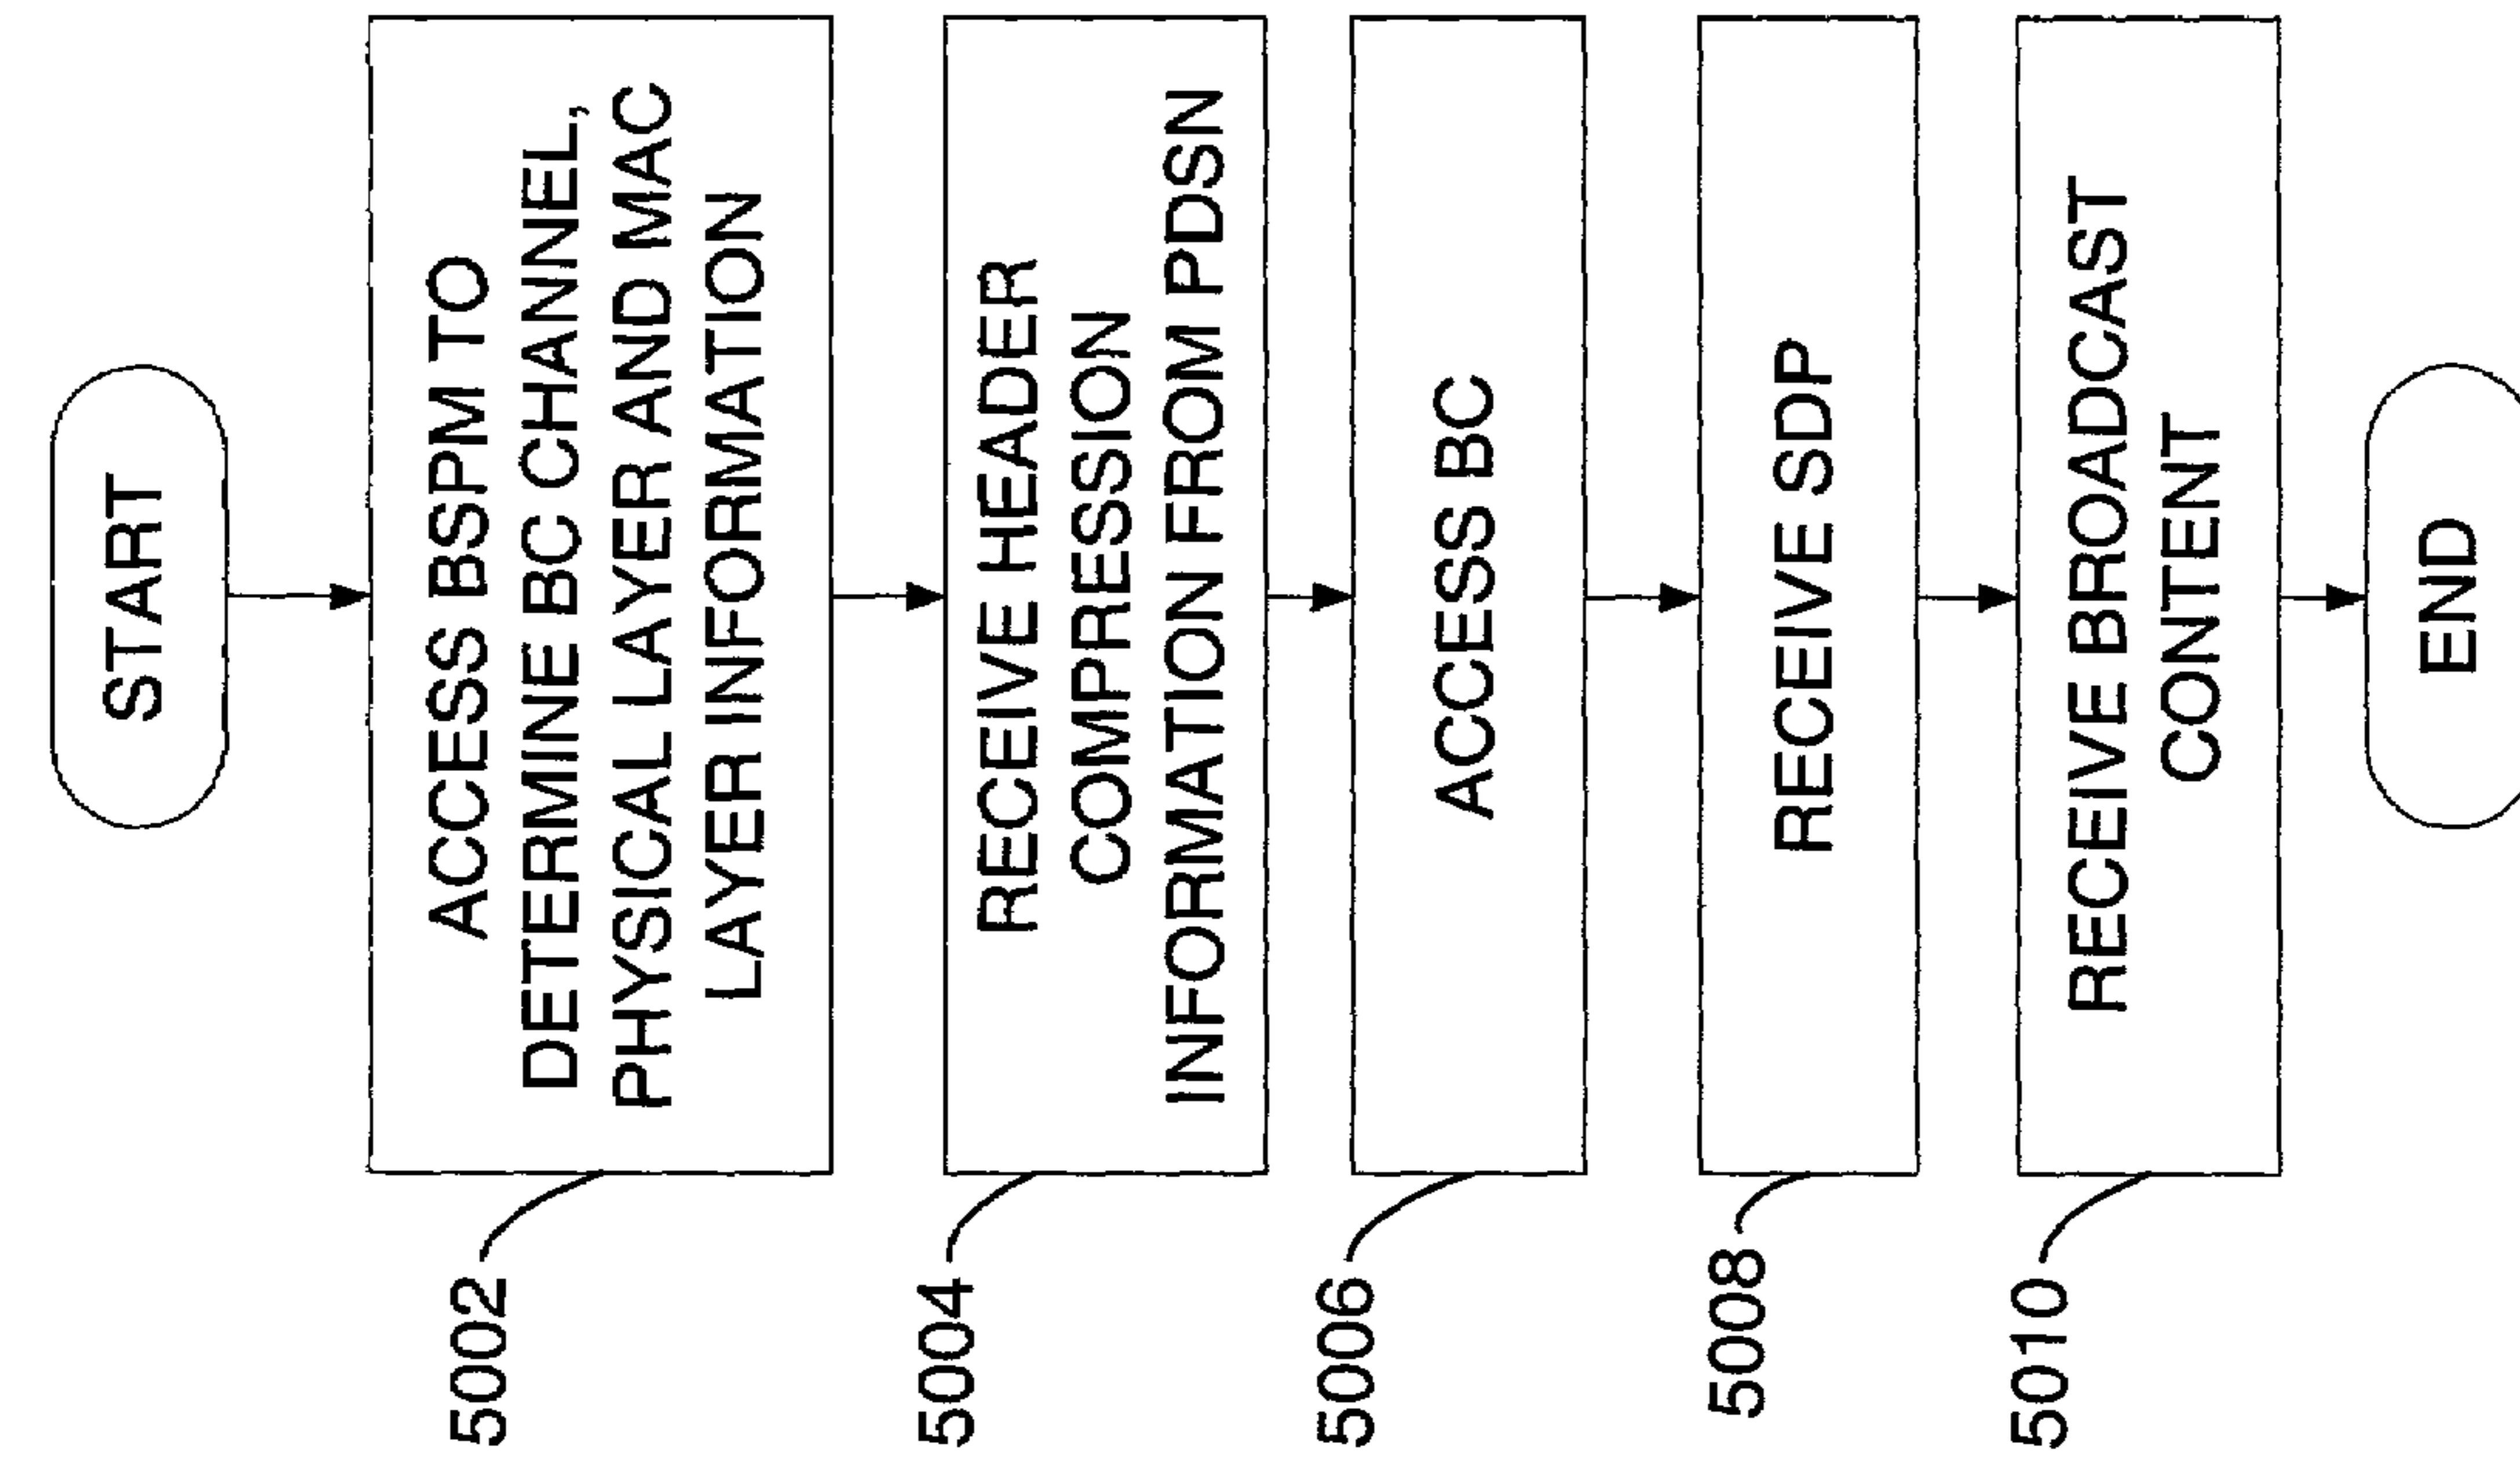 START
5002
ACCESS BSPM TO
DETERMINE BC CHANNEL,
PHYSICAL LAYER AND MAC
LAYER INFORMATION
5004
RECEIVE HEADER
COMPRESSION
INFORMATION FROM PDSN
5006
ACCESS BC
5008
RECEIVE SDP
5010
RECEIVE BROADCAST
CONTENT
END